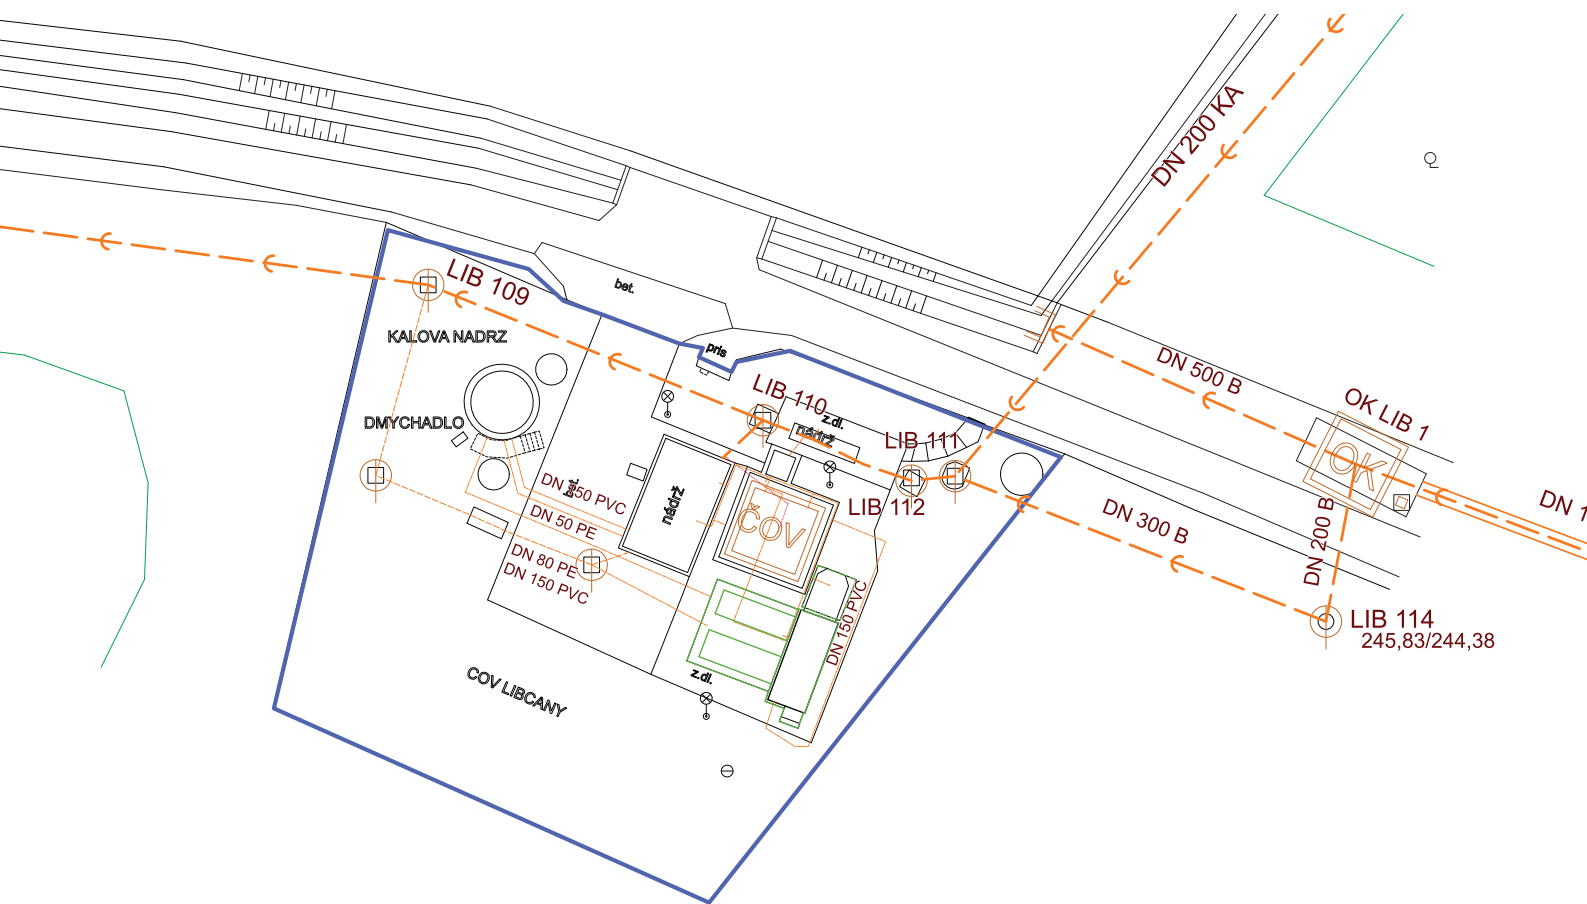 DN 200 KA
LIB 109
bet.
KALOVA NADRZ
pris
DN 500 B
LIB 110
z.dl.
nádrž
OK LIB 1
DMYCHADLO
LIB 111
OK
bet.
DN 150 PVC
nádrž
ČOV
LIB 112
DN 300 B
DN 200 B
DN 1
DN 50 PE
DN 80 PE
DN 150 PVC
DN 150 PVC
LIB 114
245,83/244,38
z.dl.
COV LIBCANY